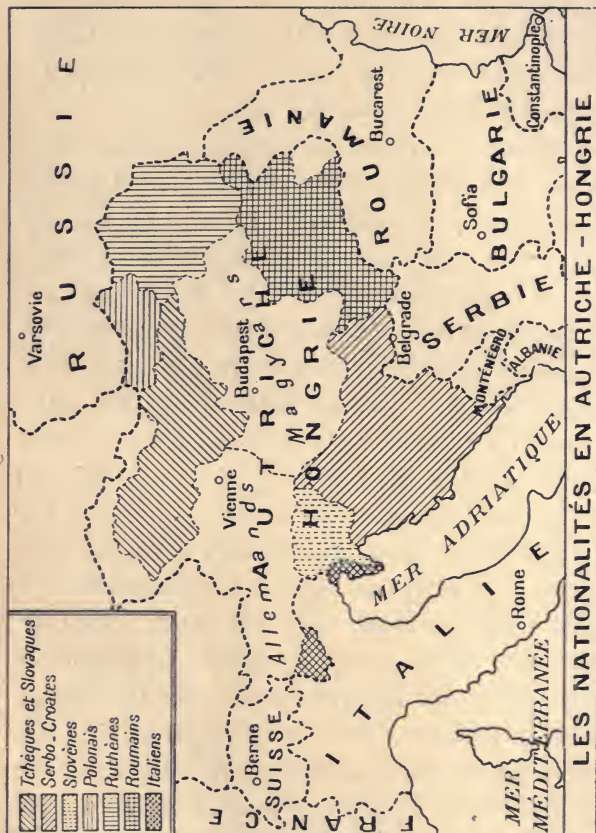 Tchèques et Slovaques
Serbo-Croates
Slovènes
Polonais
Ruthènes
Roumains
Italiens
RUSSIE
Varsovie
FRANCE
Berne
SUISSE
Allemands
Vienne
Budapest
Magyars
AUTRICHE
HONGRIE
ROUMANIE
Bucarest
MER NOIRE
Belgrade
SERBIE
Sofia
BULGARIE
Constantinople
MONTÉNÉGRO
ALBANIE
MER ADRIATIQUE
ITALIE
Rome
MER
MÉDITERRANÉE
LES NATIONALITÉS EN AUTRICHE-HONGRIE